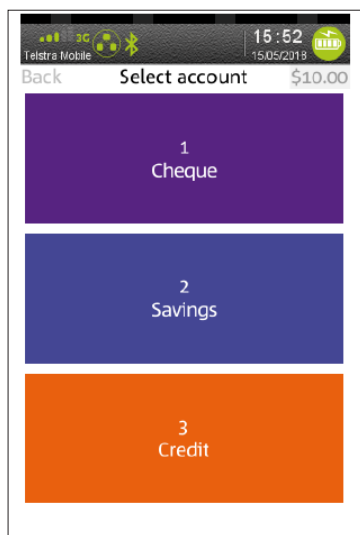 3G
15:52
Telstra Mobile
15/05/2018
Back Select account $10.00
1
Cheque
2
Savings
3
Credit